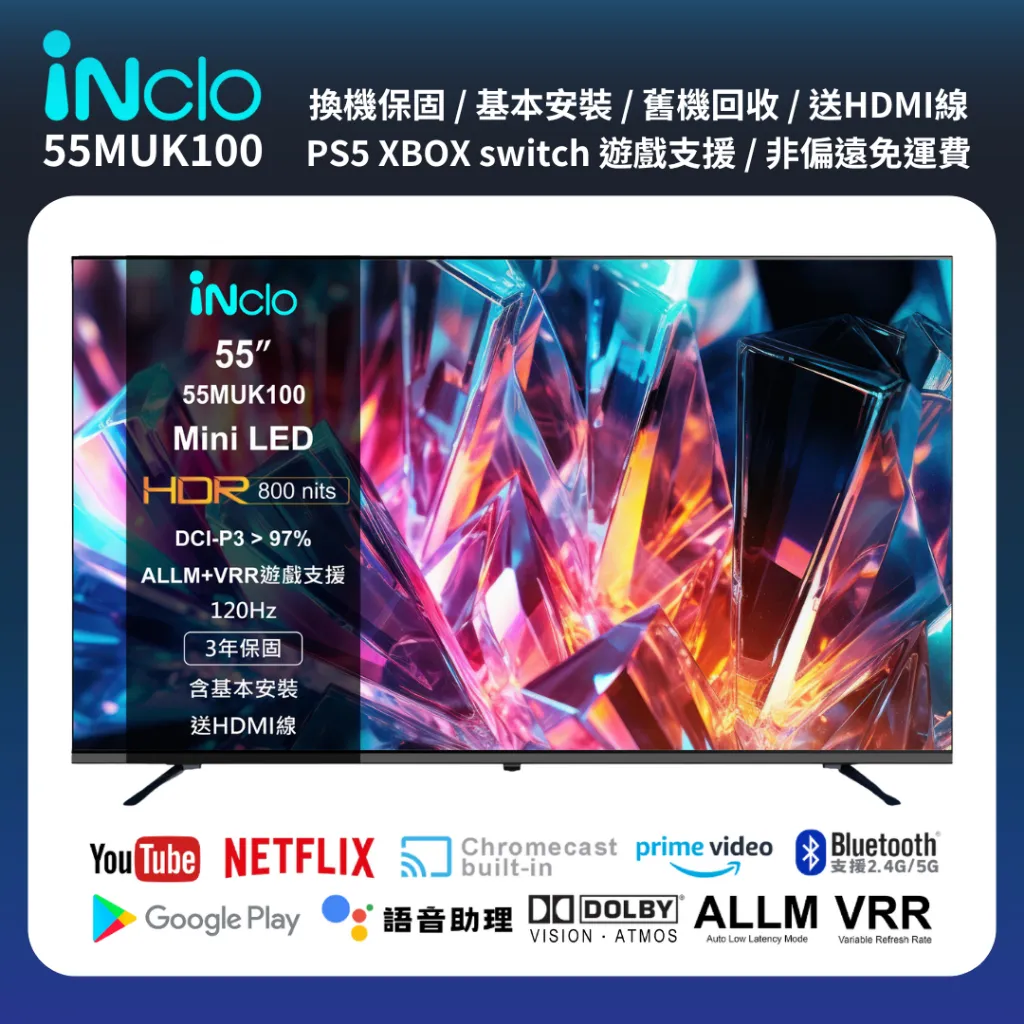 iNclo
55MUK100
換機保固 / 基本安裝 / 舊機回收 / 送HDMI線
PS5 XBOX switch 遊戲支援 / 非偏遠免運費
iNclo
55″
55MUK100
Mini LED
HDR 800 nits
DCI-P3 > 97%
ALLM+VRR遊戲支援
120Hz
3年保固
含基本安裝
送HDMI線
YouTube
NETFLIX
Chromecast
built-in
prime video
Bluetooth®
支援2.4G/5G
Google Play
語音助理
DOLBY®
VISION · ATMOS
ALLM
Auto Low Latency Mode
VRR
Variable Refresh Rate